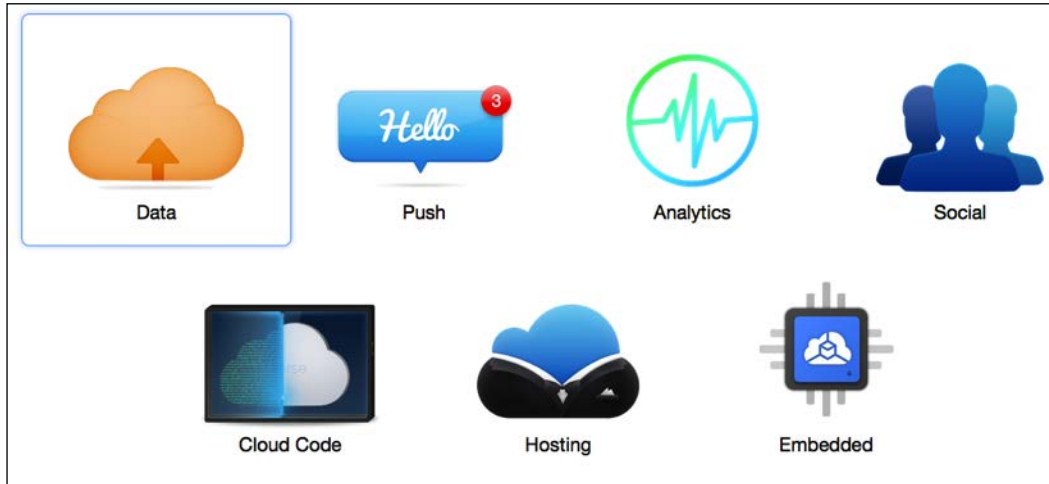 Hello
3
Data
Push
Analytics
Social
Cloud Code
Hosting
Embedded